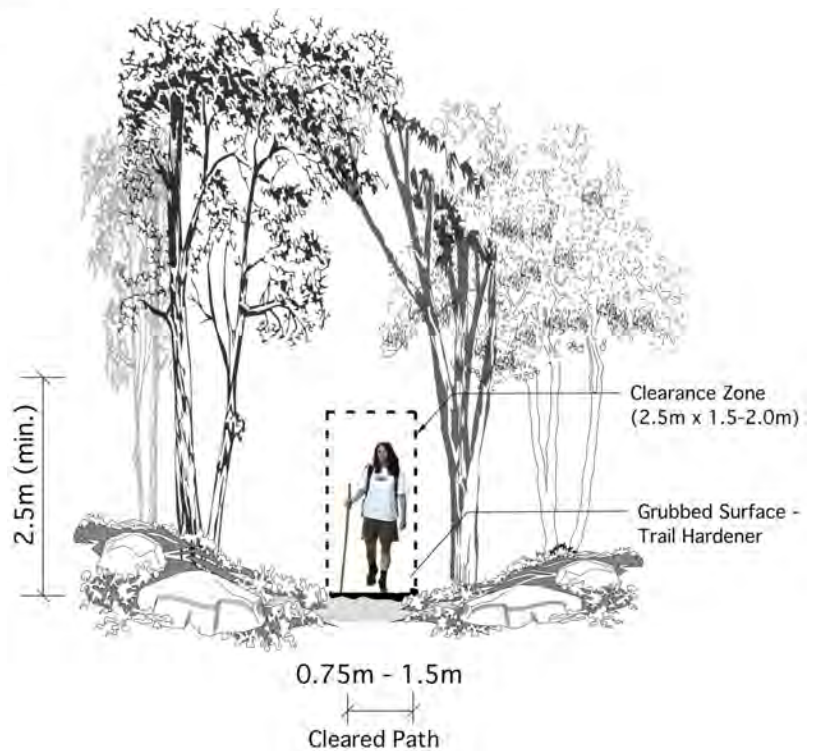 2.5m (min.)
Clearance Zone
(2.5m x 1.5-2.0m)
Grubbed Surface -
Trail Hardener
0.75m - 1.5m
Cleared Path